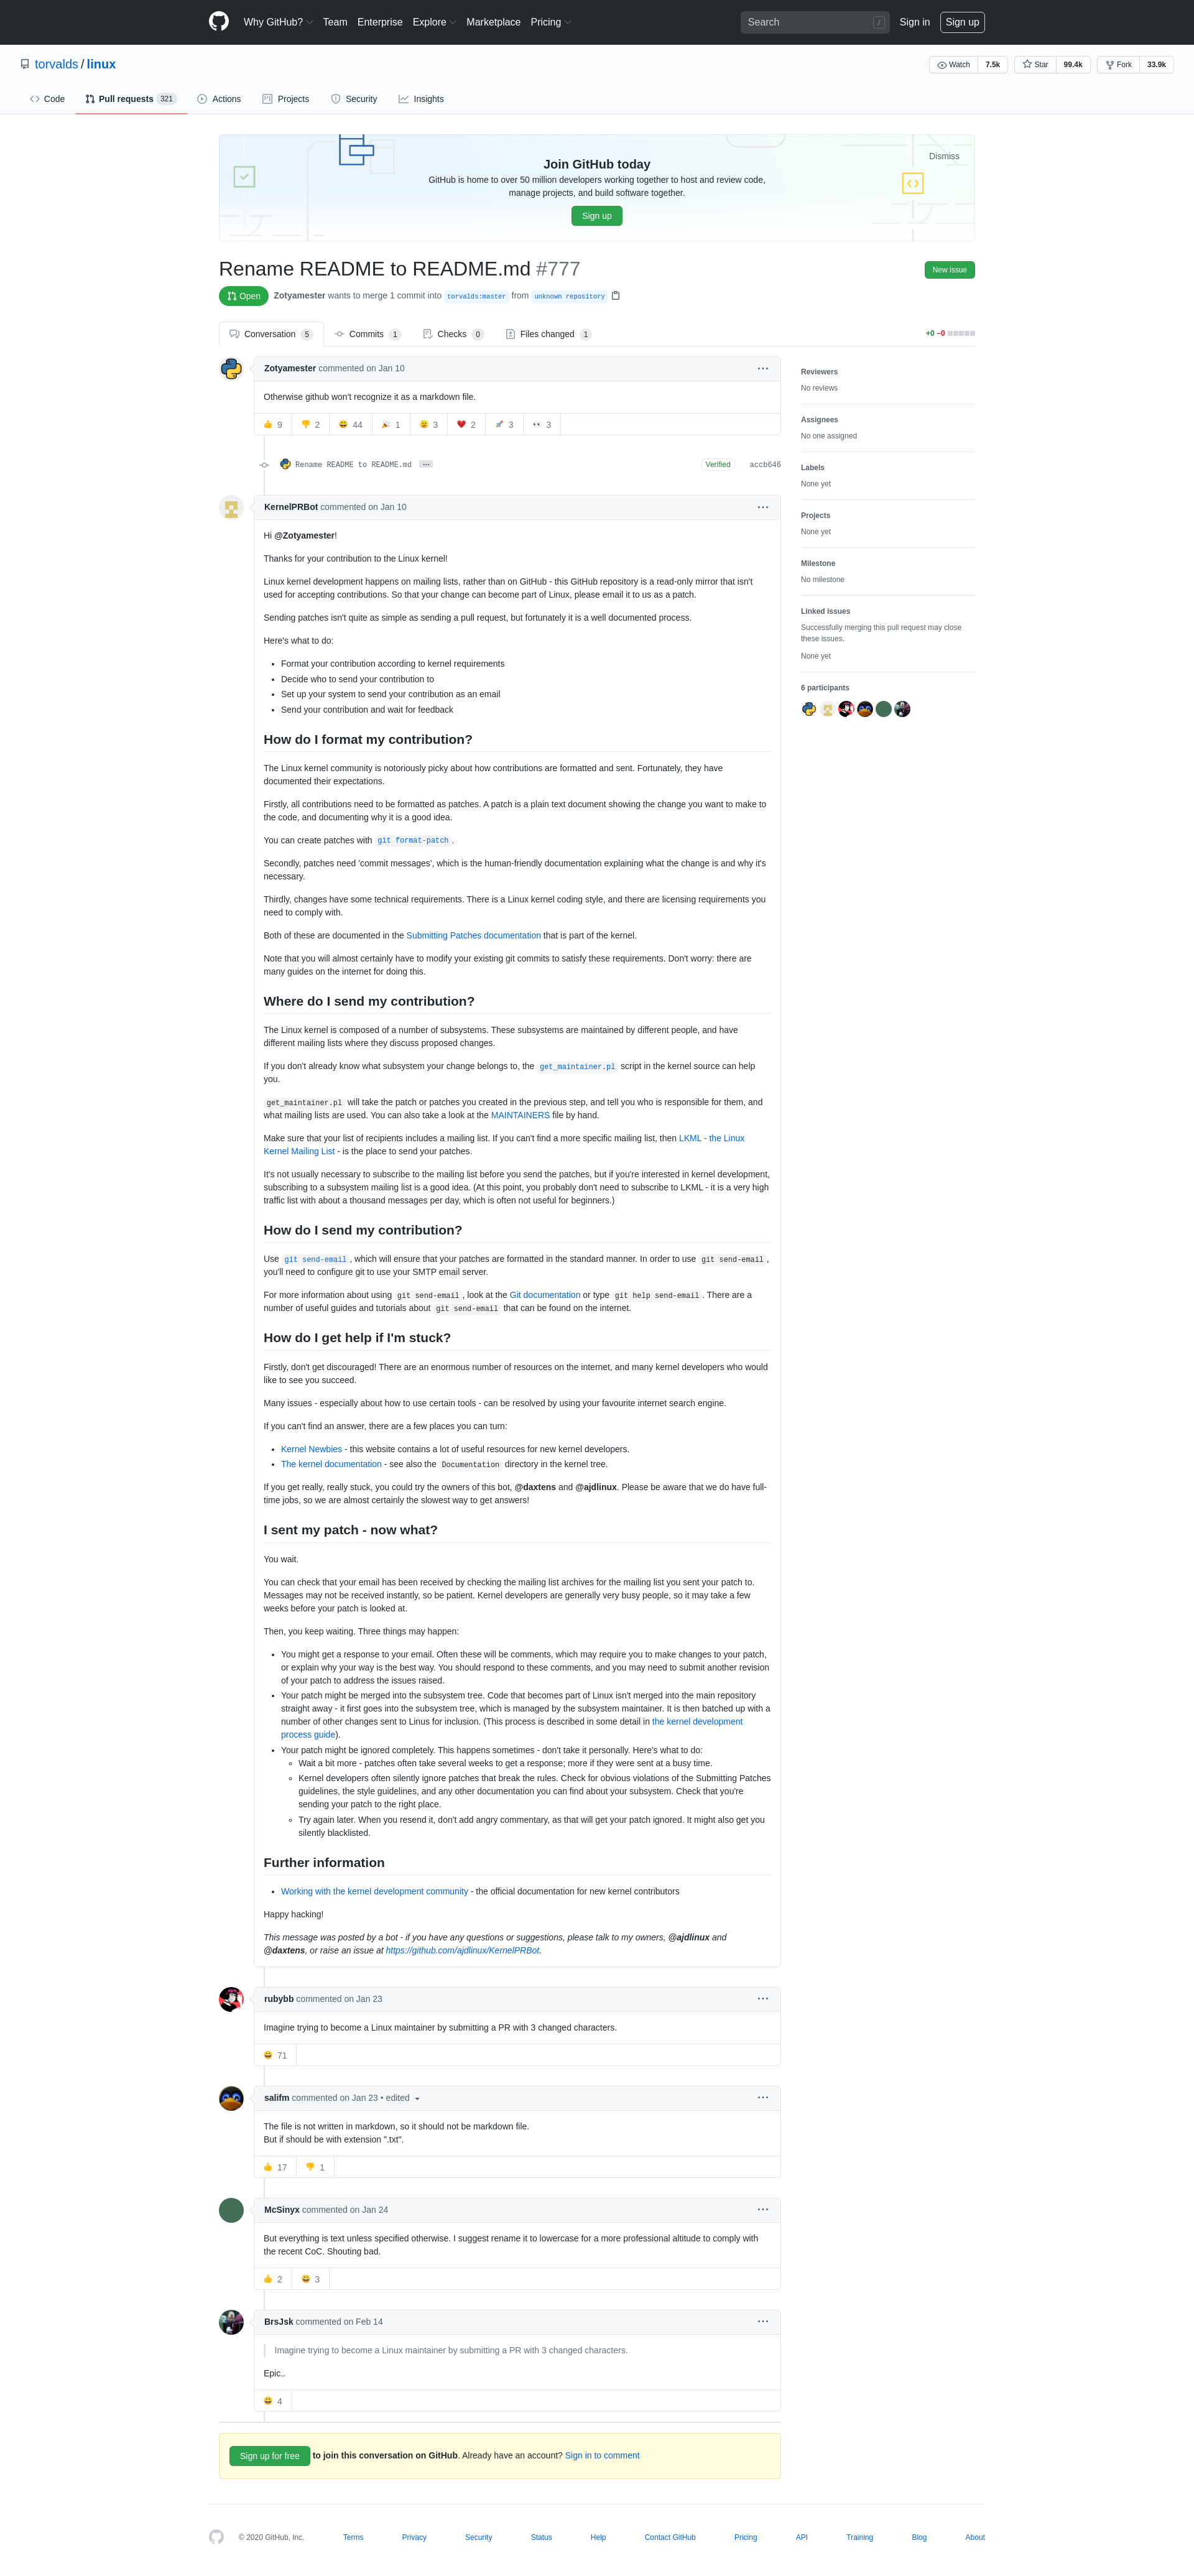 Why GitHub? Team Enterprise Explore Marketplace Pricing Search / Sign in Sign up
torvalds / linux Watch 7.5k Star 99.4k Fork 33.9k
Code Pull requests 321 Actions Projects Security Insights
Dismiss
Join GitHub today
GitHub is home to over 50 million developers working together to host and review code,
manage projects, and build software together.
Sign up
Rename README to README.md #777
New issue
Open Zotyamester wants to merge 1 commit into torvalds:master from unknown repository
Conversation 5 Commits 1 Checks 0 Files changed 1 +0 −0
Zotyamester commented on Jan 10
Otherwise github won't recognize it as a markdown file.
👍 9 👎 2 😄 44 🎉 1 😕 3 ❤️ 2 🚀 3 👀 3
Rename README to README.md … Verified accb646
KernelPRBot commented on Jan 10
Hi @Zotyamester!
Thanks for your contribution to the Linux kernel!
Linux kernel development happens on mailing lists, rather than on GitHub - this GitHub repository is a read-only mirror that isn't
used for accepting contributions. So that your change can become part of Linux, please email it to us as a patch.
Sending patches isn't quite as simple as sending a pull request, but fortunately it is a well documented process.
Here's what to do:
• Format your contribution according to kernel requirements
• Decide who to send your contribution to
• Set up your system to send your contribution as an email
• Send your contribution and wait for feedback
How do I format my contribution?
The Linux kernel community is notoriously picky about how contributions are formatted and sent. Fortunately, they have
documented their expectations.
Firstly, all contributions need to be formatted as patches. A patch is a plain text document showing the change you want to make to
the code, and documenting why it is a good idea.
You can create patches with git format-patch.
Secondly, patches need 'commit messages', which is the human-friendly documentation explaining what the change is and why it's
necessary.
Thirdly, changes have some technical requirements. There is a Linux kernel coding style, and there are licensing requirements you
need to comply with.
Both of these are documented in the Submitting Patches documentation that is part of the kernel.
Note that you will almost certainly have to modify your existing git commits to satisfy these requirements. Don't worry: there are
many guides on the internet for doing this.
Where do I send my contribution?
The Linux kernel is composed of a number of subsystems. These subsystems are maintained by different people, and have
different mailing lists where they discuss proposed changes.
If you don't already know what subsystem your change belongs to, the get_maintainer.pl script in the kernel source can help
you.
get_maintainer.pl will take the patch or patches you created in the previous step, and tell you who is responsible for them, and
what mailing lists are used. You can also take a look at the MAINTAINERS file by hand.
Make sure that your list of recipients includes a mailing list. If you can't find a more specific mailing list, then LKML - the Linux
Kernel Mailing List - is the place to send your patches.
It's not usually necessary to subscribe to the mailing list before you send the patches, but if you're interested in kernel development,
subscribing to a subsystem mailing list is a good idea. (At this point, you probably don't need to subscribe to LKML - it is a very high
traffic list with about a thousand messages per day, which is often not useful for beginners.)
How do I send my contribution?
Use git send-email, which will ensure that your patches are formatted in the standard manner. In order to use git send-email,
you'll need to configure git to use your SMTP email server.
For more information about using git send-email, look at the Git documentation or type git help send-email. There are a
number of useful guides and tutorials about git send-email that can be found on the internet.
How do I get help if I'm stuck?
Firstly, don't get discouraged! There are an enormous number of resources on the internet, and many kernel developers who would
like to see you succeed.
Many issues - especially about how to use certain tools - can be resolved by using your favourite internet search engine.
If you can't find an answer, there are a few places you can turn:
• Kernel Newbies - this website contains a lot of useful resources for new kernel developers.
• The kernel documentation - see also the Documentation directory in the kernel tree.
If you get really, really stuck, you could try the owners of this bot, @daxtens and @ajdlinux. Please be aware that we do have full-
time jobs, so we are almost certainly the slowest way to get answers!
I sent my patch - now what?
You wait.
You can check that your email has been received by checking the mailing list archives for the mailing list you sent your patch to.
Messages may not be received instantly, so be patient. Kernel developers are generally very busy people, so it may take a few
weeks before your patch is looked at.
Then, you keep waiting. Three things may happen:
• You might get a response to your email. Often these will be comments, which may require you to make changes to your patch,
or explain why your way is the best way. You should respond to these comments, and you may need to submit another revision
of your patch to address the issues raised.
• Your patch might be merged into the subsystem tree. Code that becomes part of Linux isn't merged into the main repository
straight away - it first goes into the subsystem tree, which is managed by the subsystem maintainer. It is then batched up with a
number of other changes sent to Linus for inclusion. (This process is described in some detail in the kernel development
process guide).
• Your patch might be ignored completely. This happens sometimes - don't take it personally. Here's what to do:
◦ Wait a bit more - patches often take several weeks to get a response; more if they were sent at a busy time.
◦ Kernel developers often silently ignore patches that break the rules. Check for obvious violations of the Submitting Patches
guidelines, the style guidelines, and any other documentation you can find about your subsystem. Check that you're
sending your patch to the right place.
◦ Try again later. When you resend it, don't add angry commentary, as that will get your patch ignored. It might also get you
silently blacklisted.
Further information
• Working with the kernel development community - the official documentation for new kernel contributors
Happy hacking!
This message was posted by a bot - if you have any questions or suggestions, please talk to my owners, @ajdlinux and
@daxtens, or raise an issue at https://github.com/ajdlinux/KernelPRBot.
rubybb commented on Jan 23
Imagine trying to become a Linux maintainer by submitting a PR with 3 changed characters.
😄 71
salifm commented on Jan 23 • edited
The file is not written in markdown, so it should not be markdown file.
But if should be with extension ".txt".
👍 17 👎 1
McSinyx commented on Jan 24
But everything is text unless specified otherwise. I suggest rename it to lowercase for a more professional altitude to comply with
the recent CoC. Shouting bad.
👍 2 😄 3
BrsJsk commented on Feb 14
Imagine trying to become a Linux maintainer by submitting a PR with 3 changed characters.
Epic..
😄 4
Sign up for free to join this conversation on GitHub. Already have an account? Sign in to comment
Reviewers
No reviews
Assignees
No one assigned
Labels
None yet
Projects
None yet
Milestone
No milestone
Linked issues
Successfully merging this pull request may close
these issues.
None yet
6 participants
© 2020 GitHub, Inc. Terms Privacy Security Status Help Contact GitHub Pricing API Training Blog About